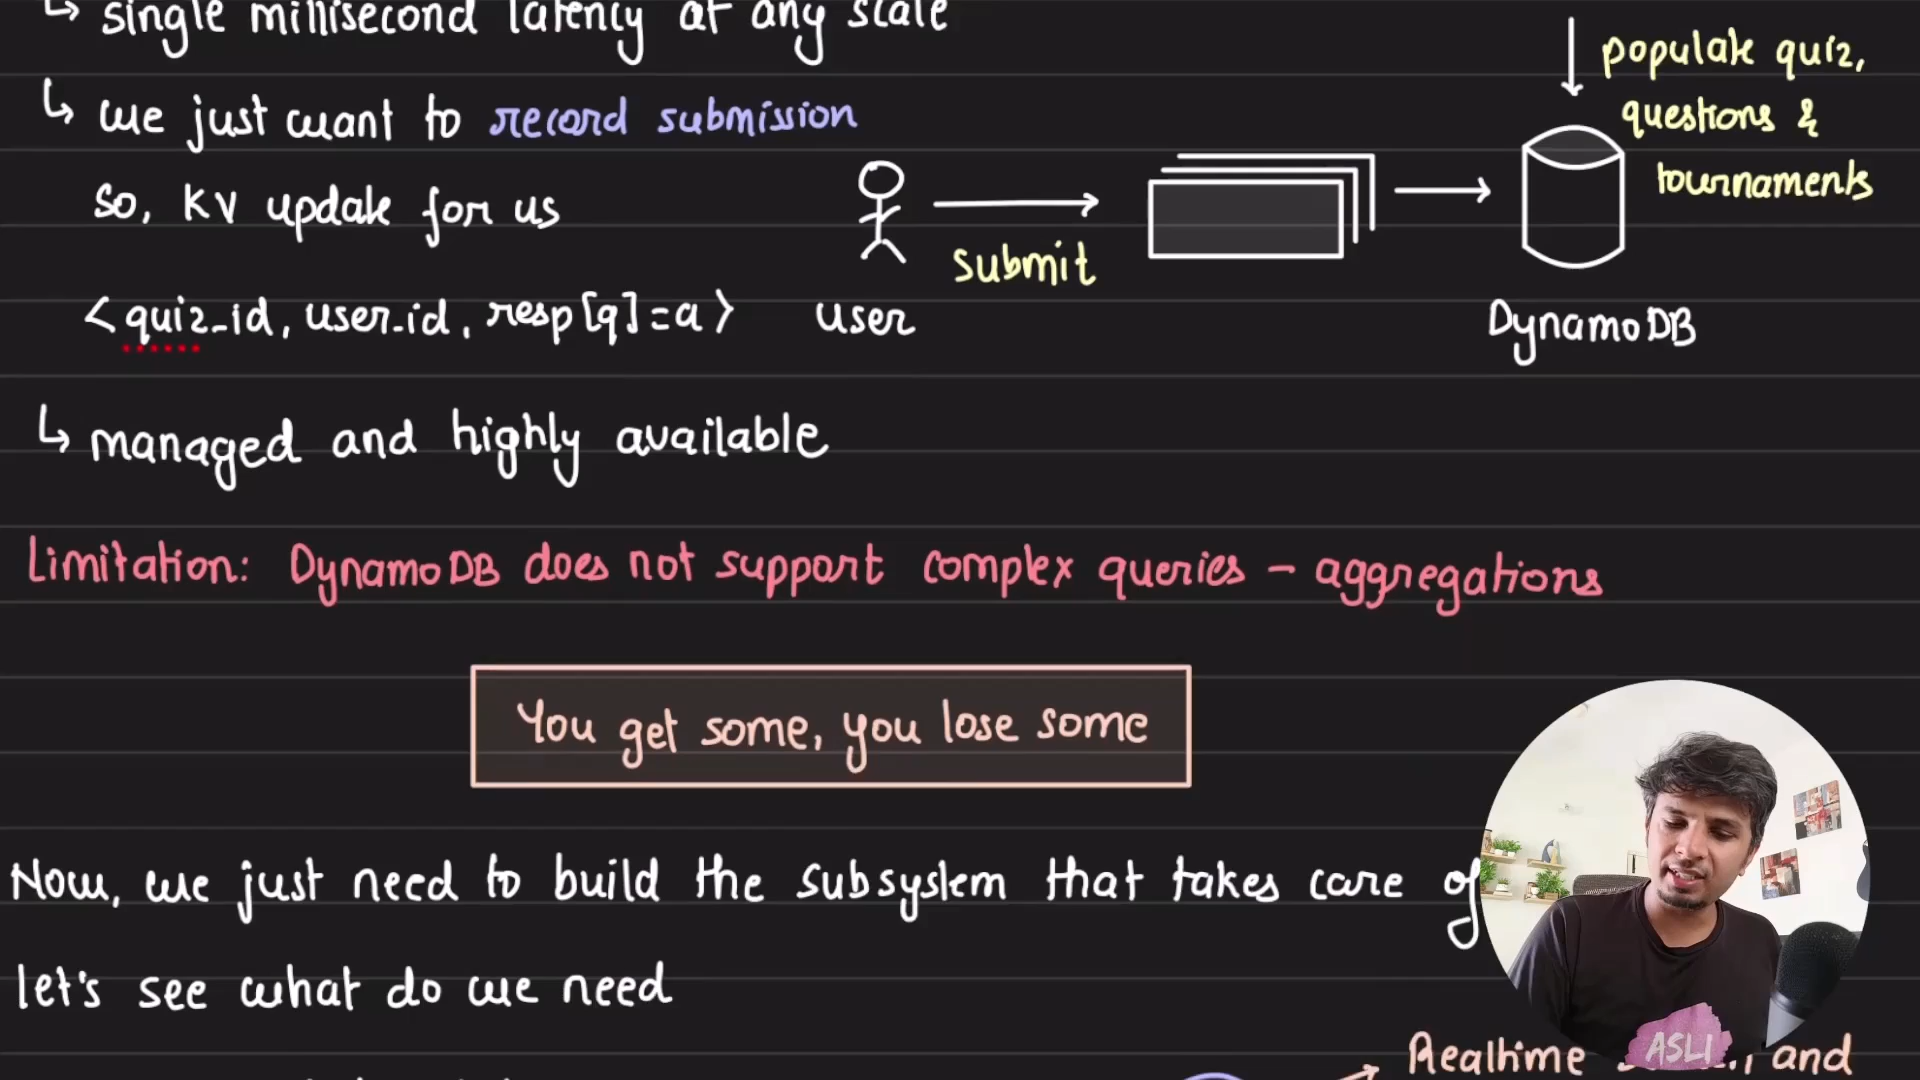 ↳ single millisecond latency at any scale
↳ we just want to record submission
so, KV update for us
<quiz_id, user_id, resp[q]=a>
populate quiz,
questions &
tournaments
submit
user
DynamoDB
↳ managed and highly available
Limitation: DynamoDB does not support complex queries - aggregations
You get some, you lose some
Now, we just need to build the subsystem that takes care of
let's see what do we need
Realtime and
ASLI